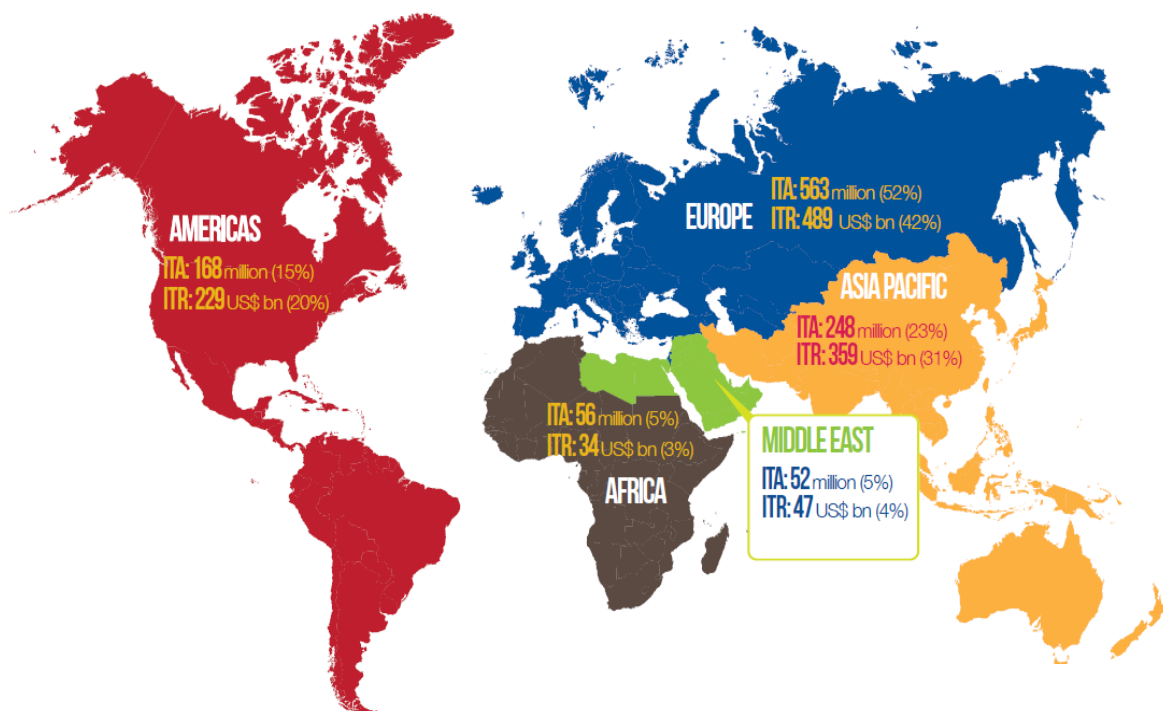 AMERICAS
ITA: 168 million (15%)
ITR: 229 US$ bn (20%)
EUROPE
ITA: 563 million (52%)
ITR: 489 US$ bn (42%)
ASIA PACIFIC
ITA: 248 million (23%)
ITR: 359 US$ bn (31%)
ITA: 56 million (5%)
ITR: 34 US$ bn (3%)
AFRICA
MIDDLE EAST
ITA: 52 million (5%)
ITR: 47 US$ bn (4%)